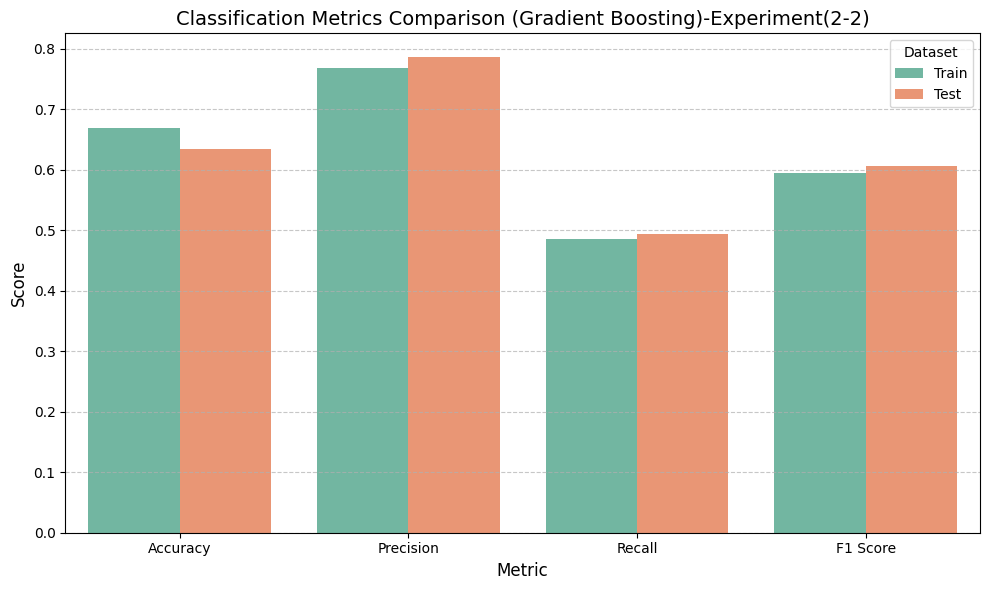 Classification Metrics Comparison (Gradient Boosting)-Experiment(2-2)
Dataset
Train
Test
Score
0.8
0.7
0.6
0.5
0.4
0.3
0.2
0.1
0.0
Accuracy
Precision
Recall
F1 Score
Metric